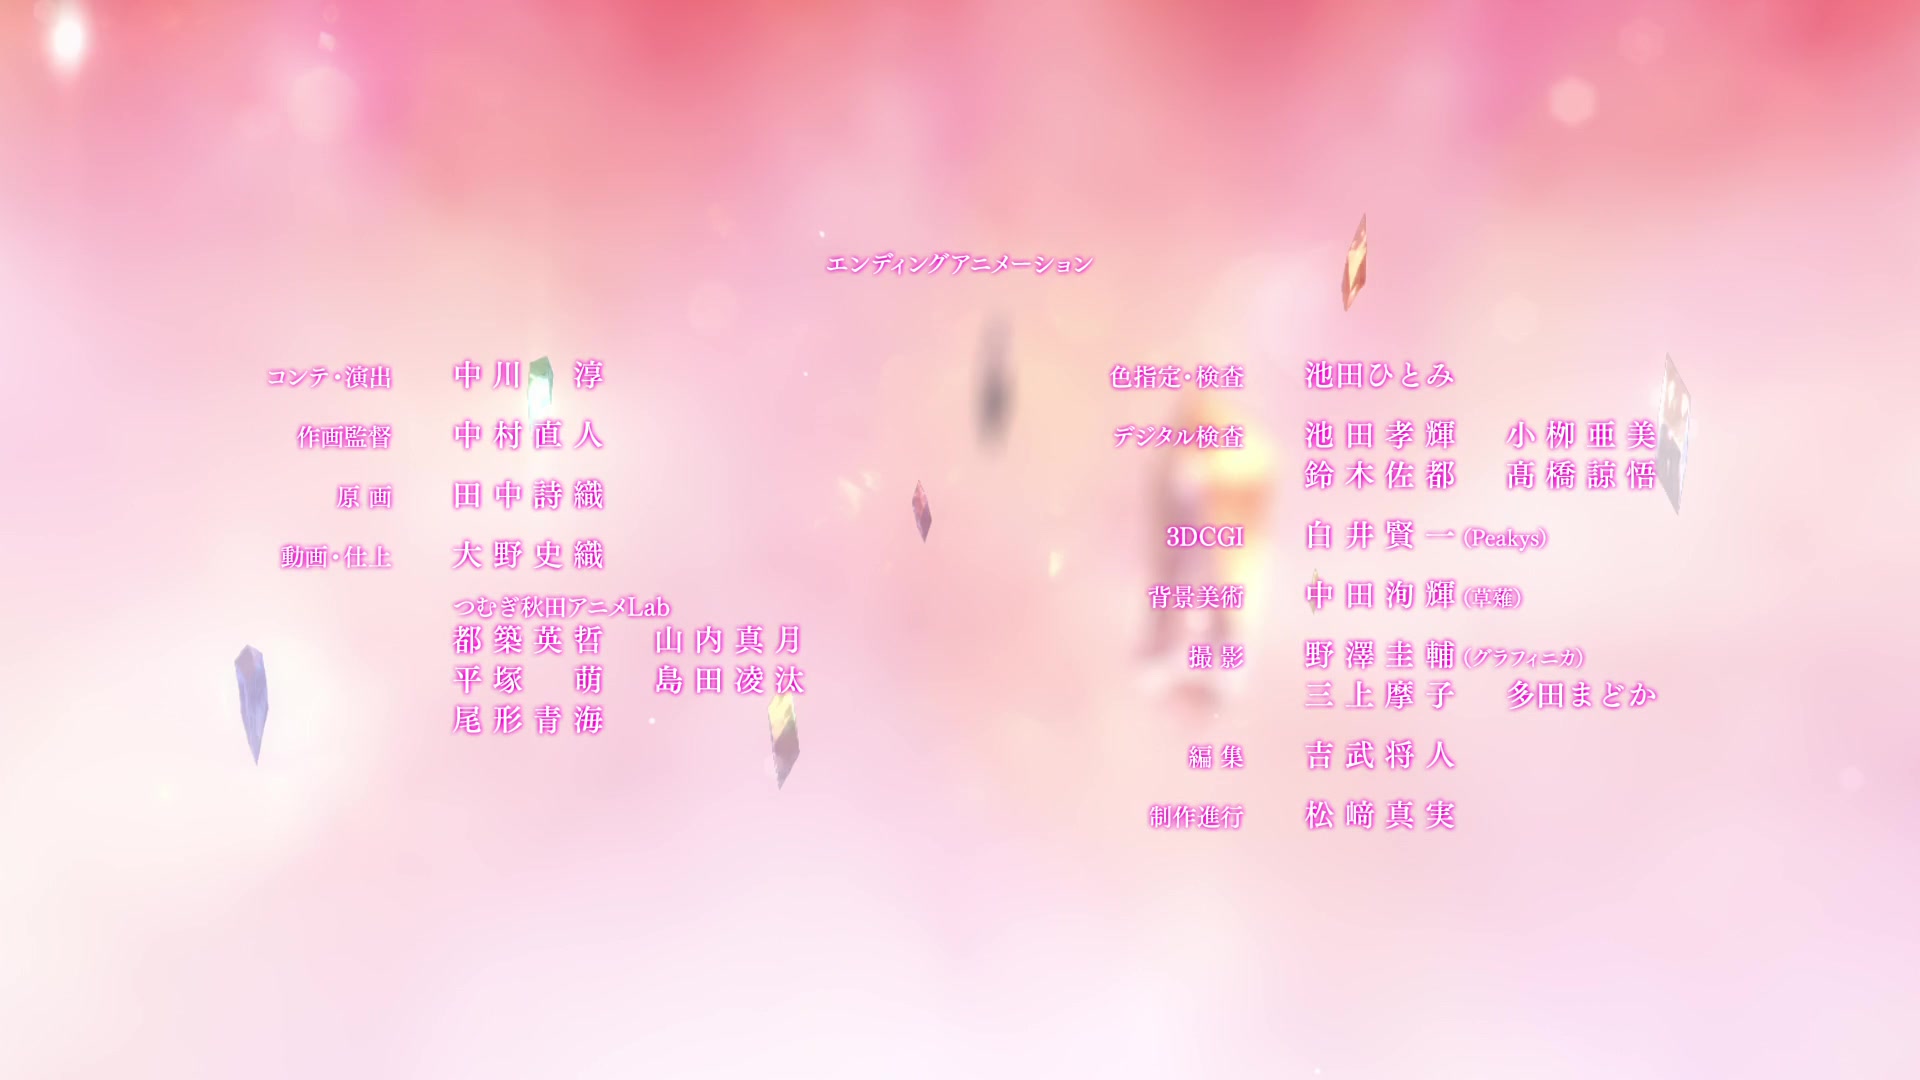 エンディングアニメーション
コンテ・演出 中川 淳
作画監督 中村直人
原画 田中詩織
動画・仕上 大野史織
つむぎ秋田アニメLab
都築英哲 山内真月
平塚 萌 島田凌汰
尾形青海
色指定・検査 池田ひとみ
デジタル検査 池田孝輝 小栁亜美
鈴木佐都 髙橋諒悟
3DCGI 白井賢一(Peakys)
背景美術 中田洵輝(草薙)
撮影 野澤圭輔(グラフィニカ)
三上摩子 多田まどか
編集 吉武将人
制作進行 松﨑真実